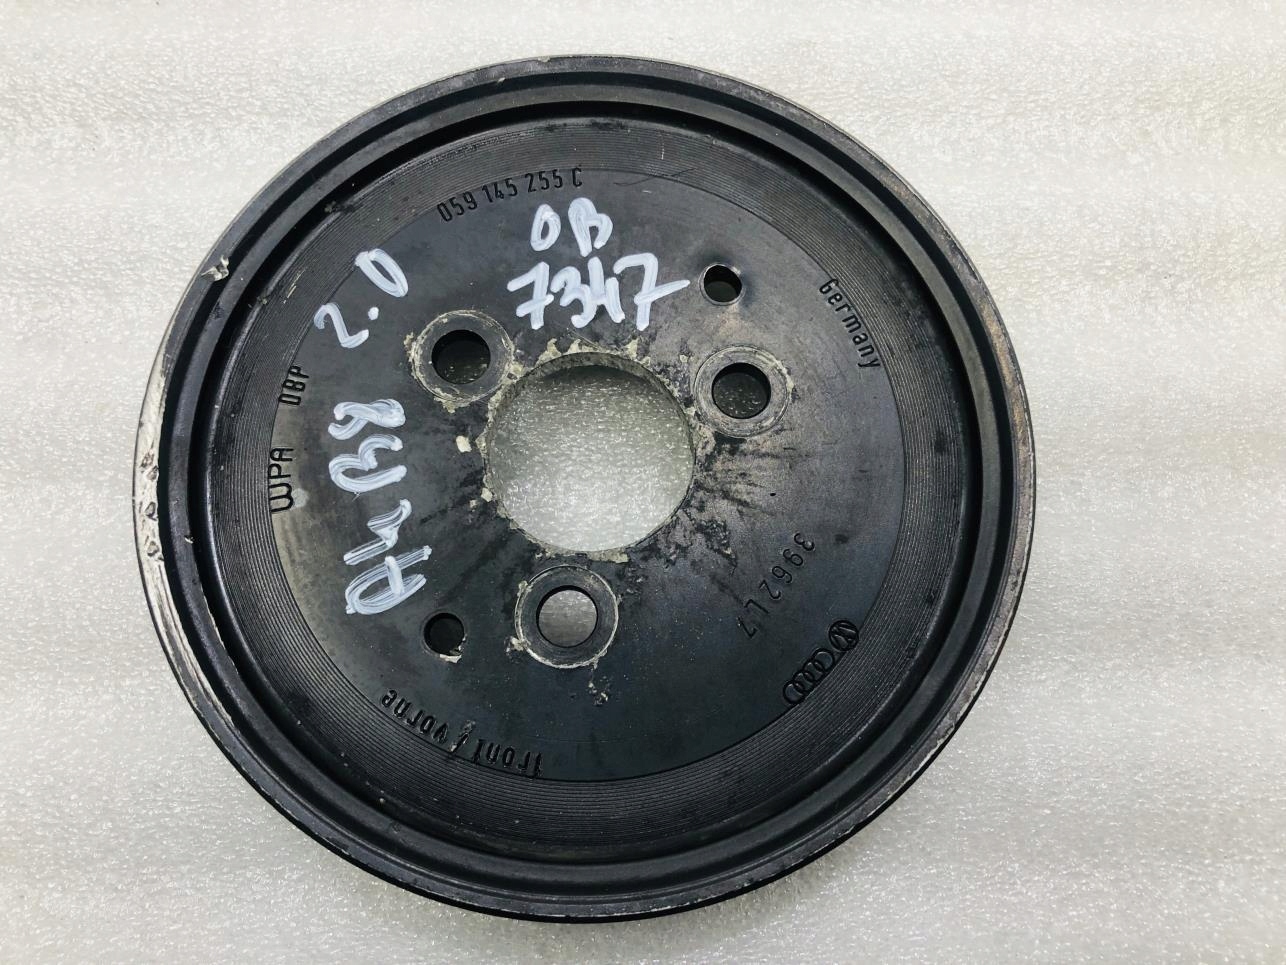 059 145 255 C
OB
7347
2.0
A4 B8
WPA DBP
Germany
396247
front / vorne